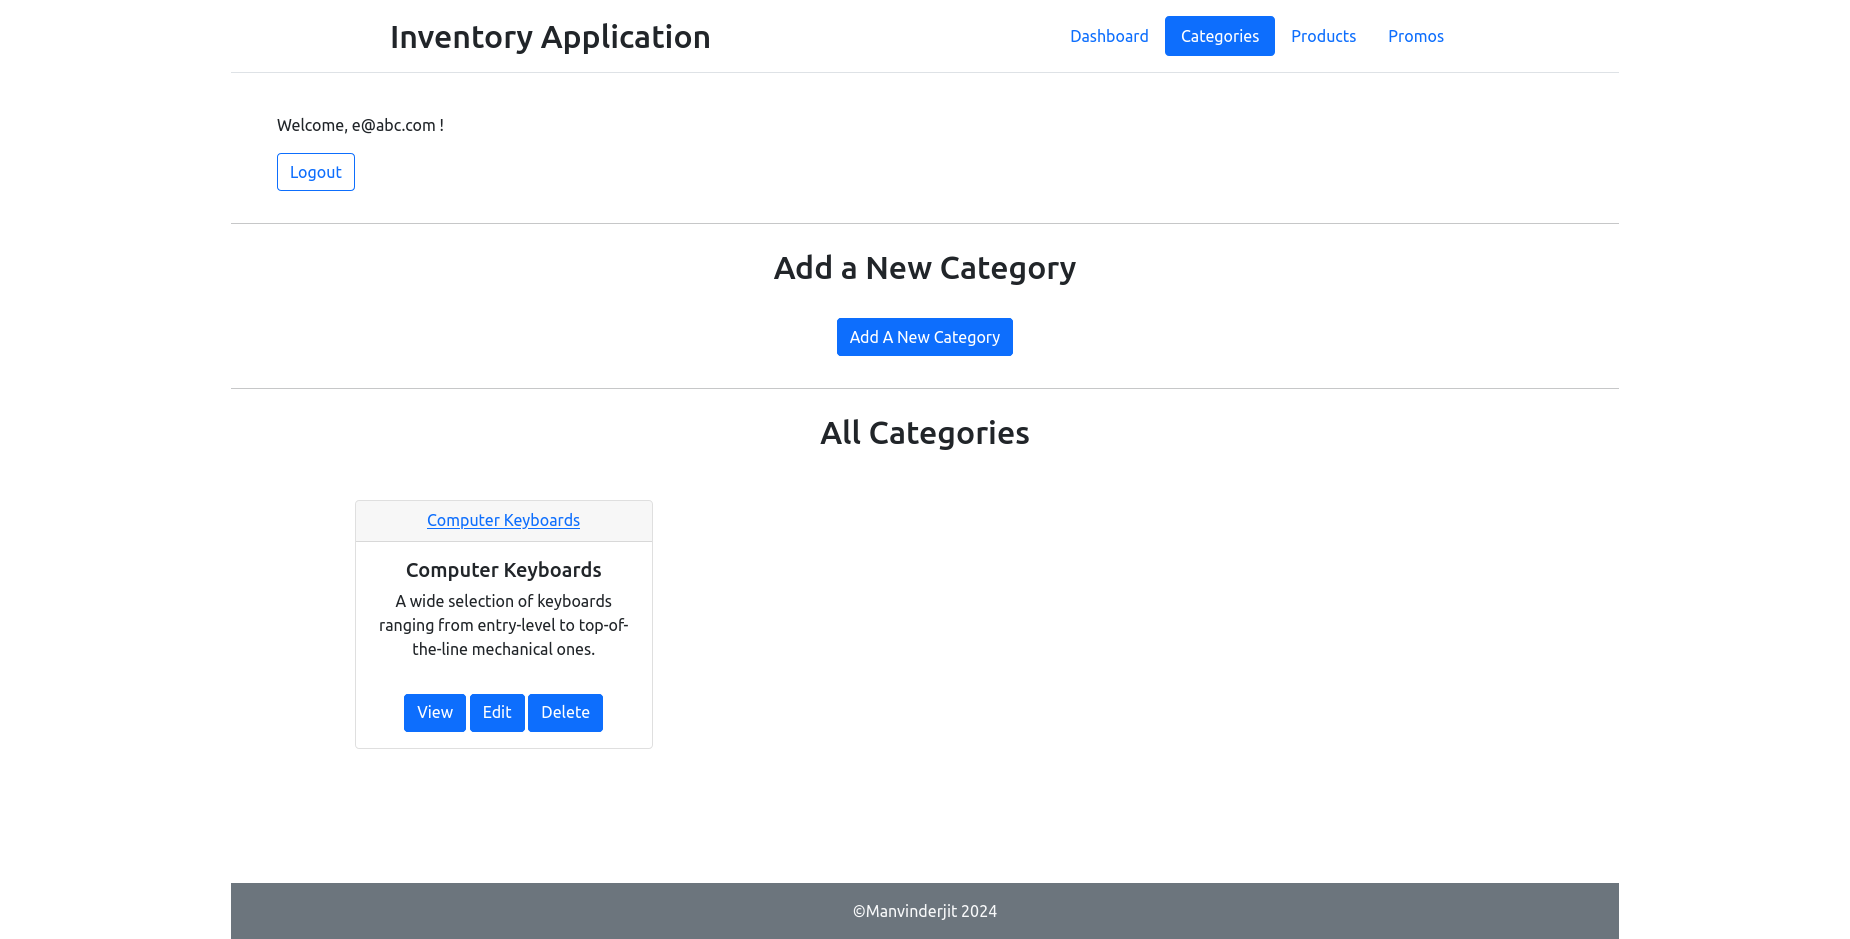 Inventory Application
Dashboard Categories Products Promos
Welcome, e@abc.com !
Logout
Add a New Category
Add A New Category
All Categories
Computer Keyboards
Computer Keyboards
A wide selection of keyboards
ranging from entry-level to top-of-
the-line mechanical ones.
View Edit Delete
©Manvinderjit 2024